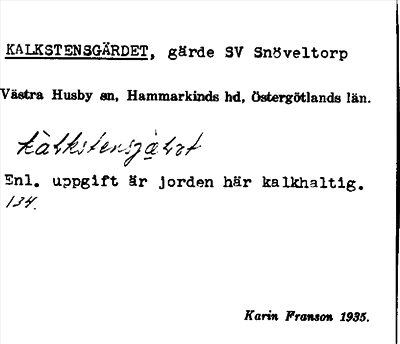 KALKSTENSGÄRDET, gärde SV Snöveltorp
Västra Husby sn, Hammarkinds hd, Östergötlands län.
Enl. uppgift är jorden här kalkhaltig.
134.
Karin Franson 1935.